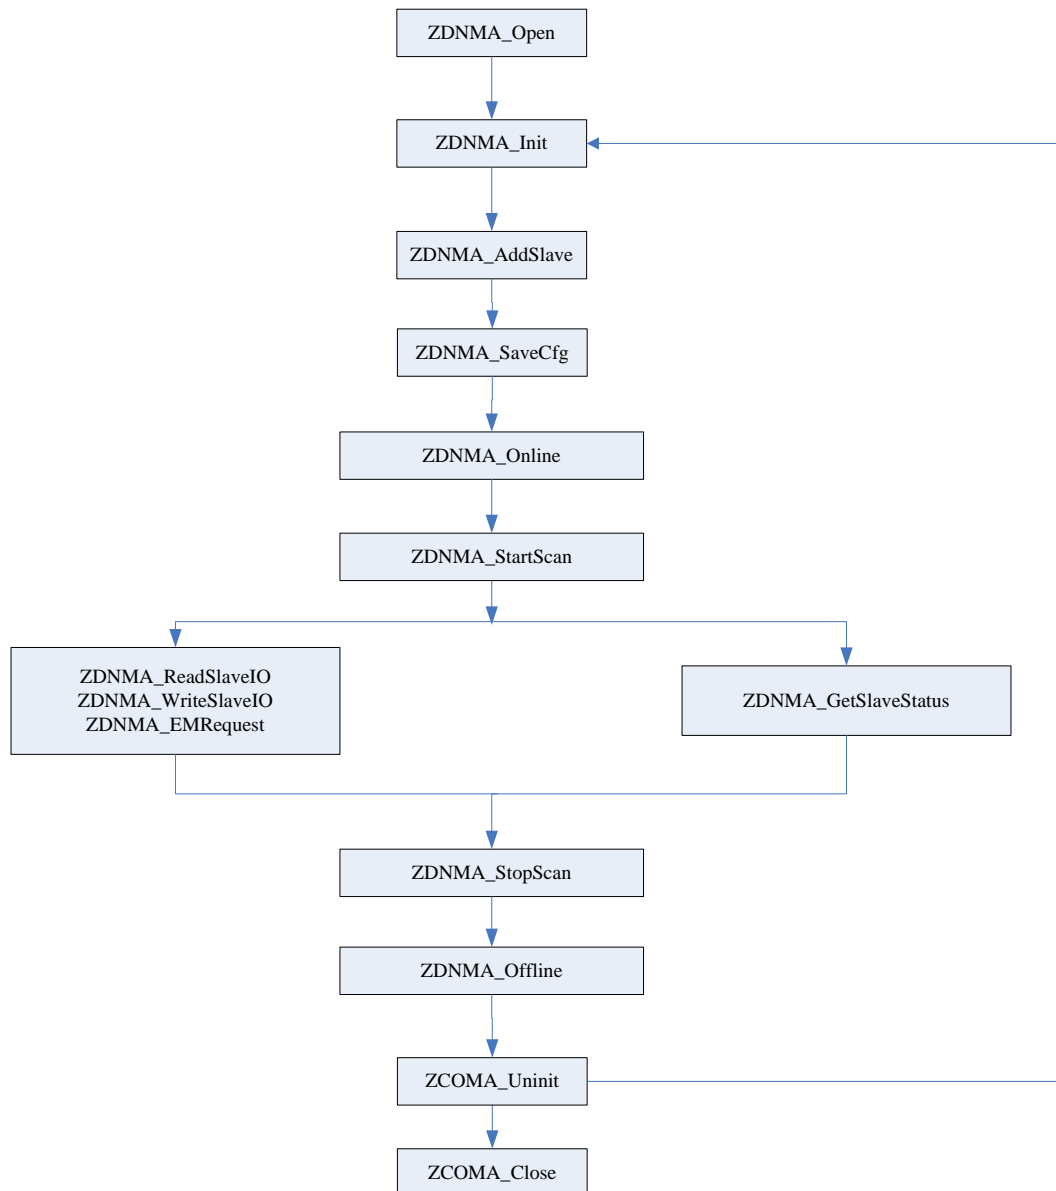 ZDNMA_Open
ZDNMA_Init
ZDNMA_AddSlave
ZDNMA_SaveCfg
ZDNMA_Online
ZDNMA_StartScan
ZDNMA_ReadSlaveIO
ZDNMA_WriteSlaveIO
ZDNMA_EMRequest
ZDNMA_GetSlaveStatus
ZDNMA_StopScan
ZDNMA_Offline
ZCOMA_Uninit
ZCOMA_Close